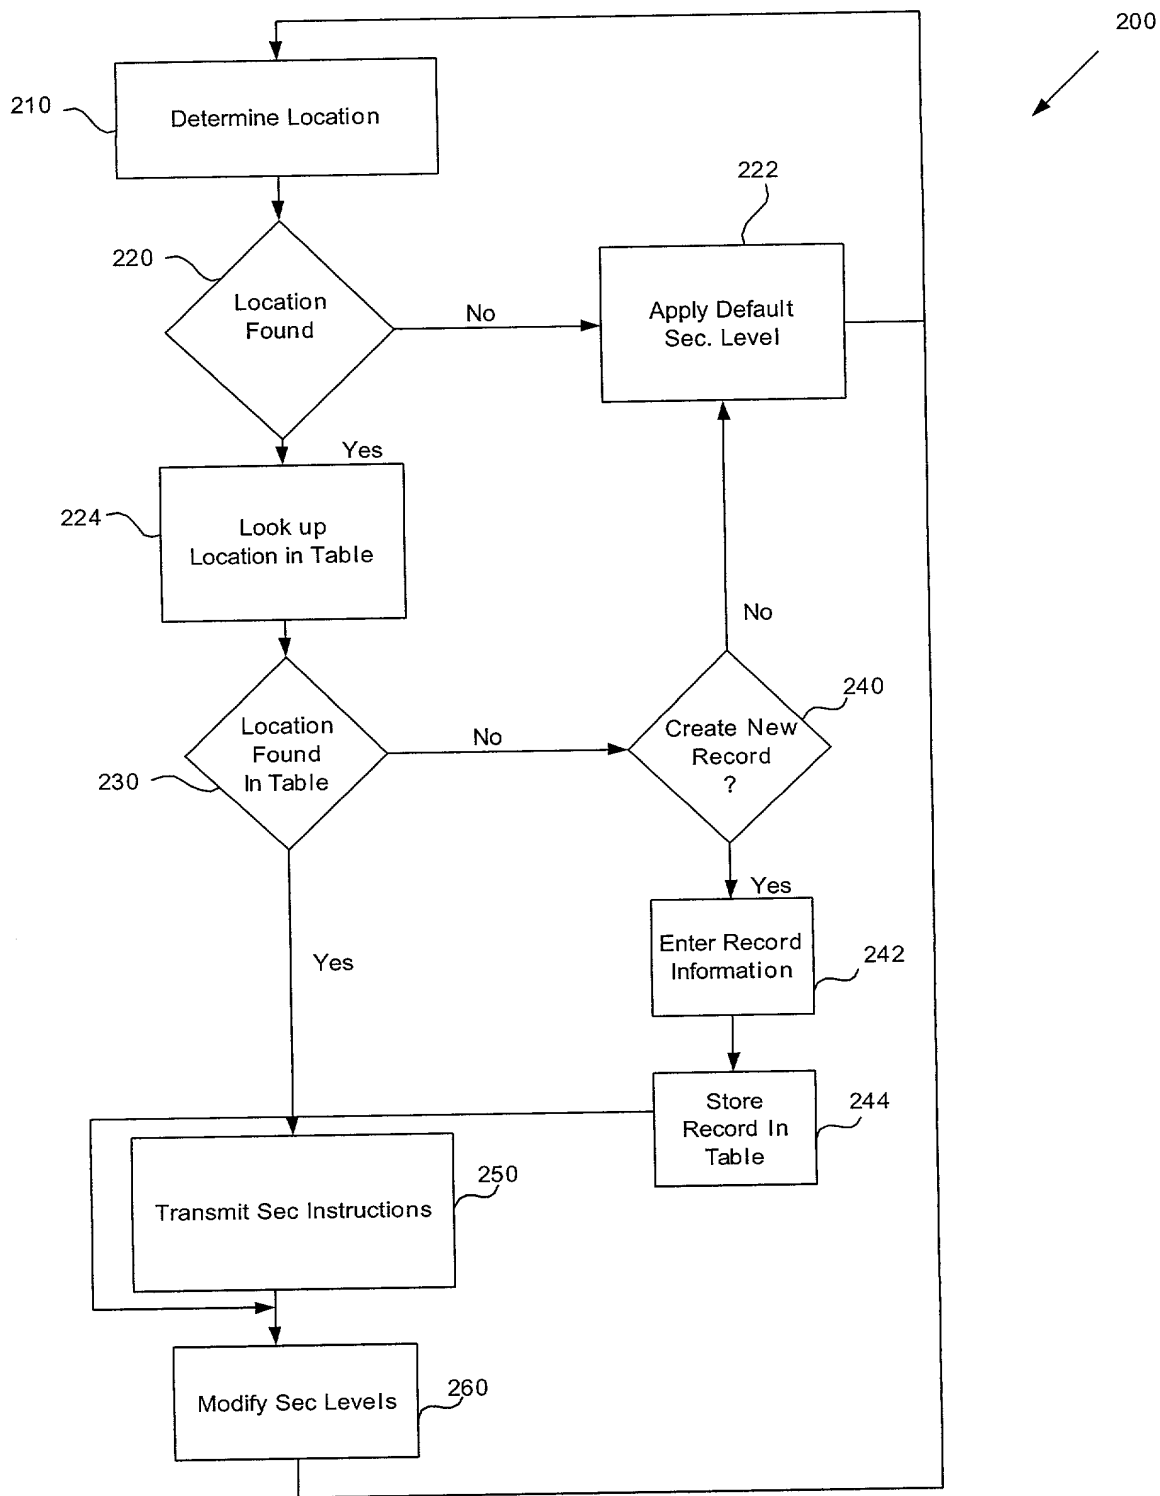 200
210
Determine Location
222
220
Location
Found
No
Apply Default
Sec. Level
Yes
224
Look up
Location in Table
No
240
Location
Found
In Table
No
Create New
Record
?
230
Yes
Enter Record
Information
242
Yes
Store
Record In
Table
244
250
Transmit Sec Instructions
260
Modify Sec Levels